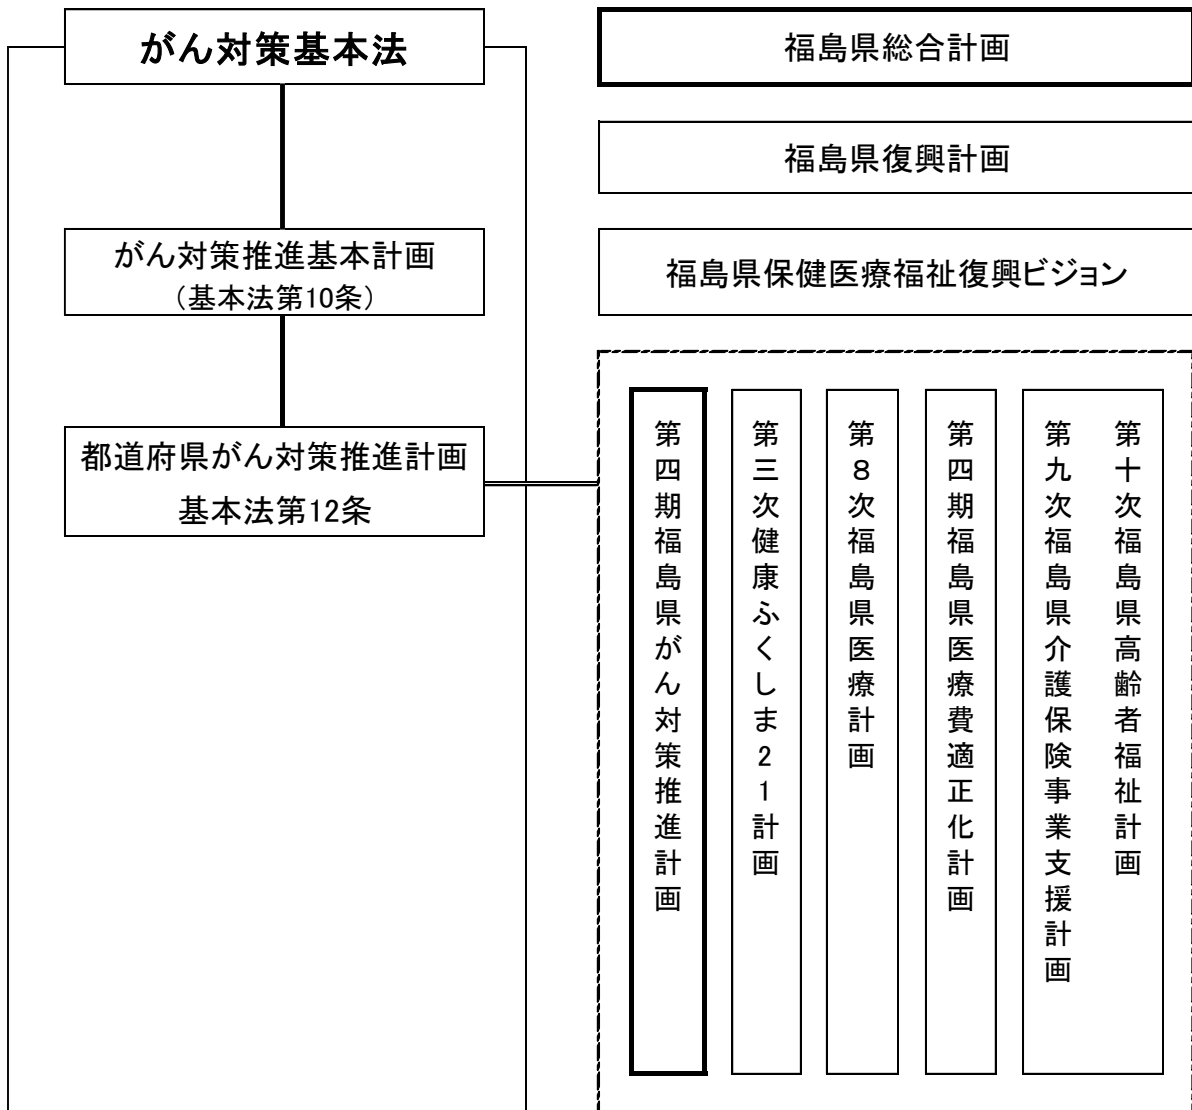 がん対策基本法
がん対策推進基本計画
（基本法第10条）
都道府県がん対策推進計画
基本法第12条
福島県総合計画
福島県復興計画
福島県保健医療福祉復興ビジョン
第四期福島県がん対策推進計画
第三次健康ふくしま21計画
第８次福島県医療計画
第四期福島県医療費適正化計画
第十次福島県高齢者福祉計画
第九次福島県介護保険事業支援計画